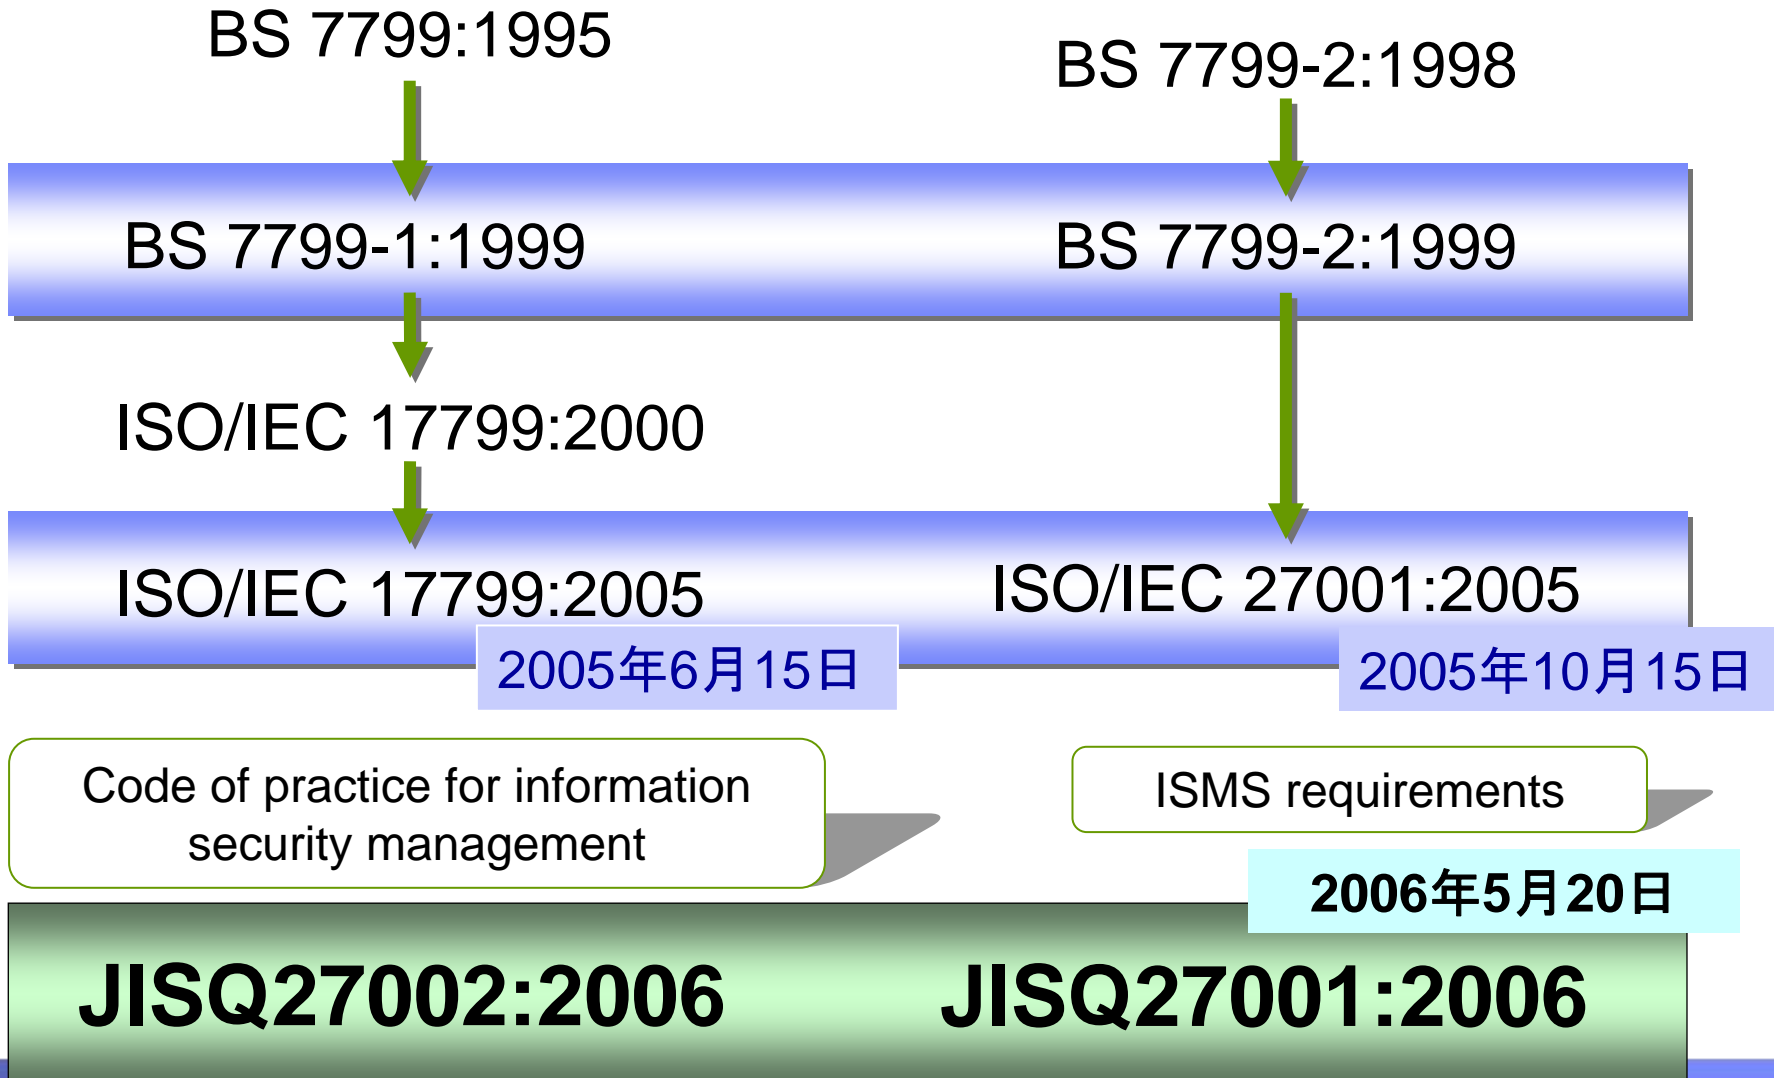 BS 7799:1995
BS 7799-2:1998
BS 7799-1:1999
BS 7799-2:1999
ISO/IEC 17799:2000
ISO/IEC 17799:2005
ISO/IEC 27001:2005
2005年6月15日
2005年10月15日
Code of practice for information
security management
ISMS requirements
2006年5月20日
JISQ27002:2006
JISQ27001:2006